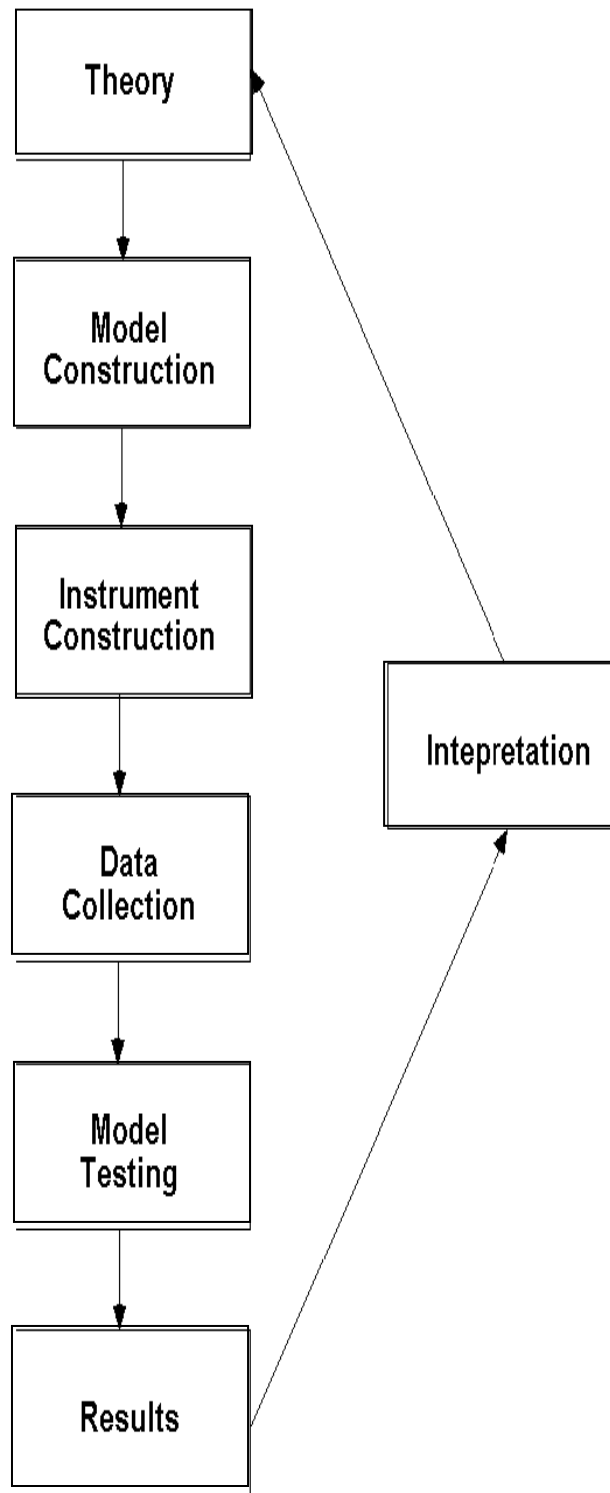 Theory
Model
Construction
Instrument
Construction
Data
Collection
Model
Testing
Results
Intepretation